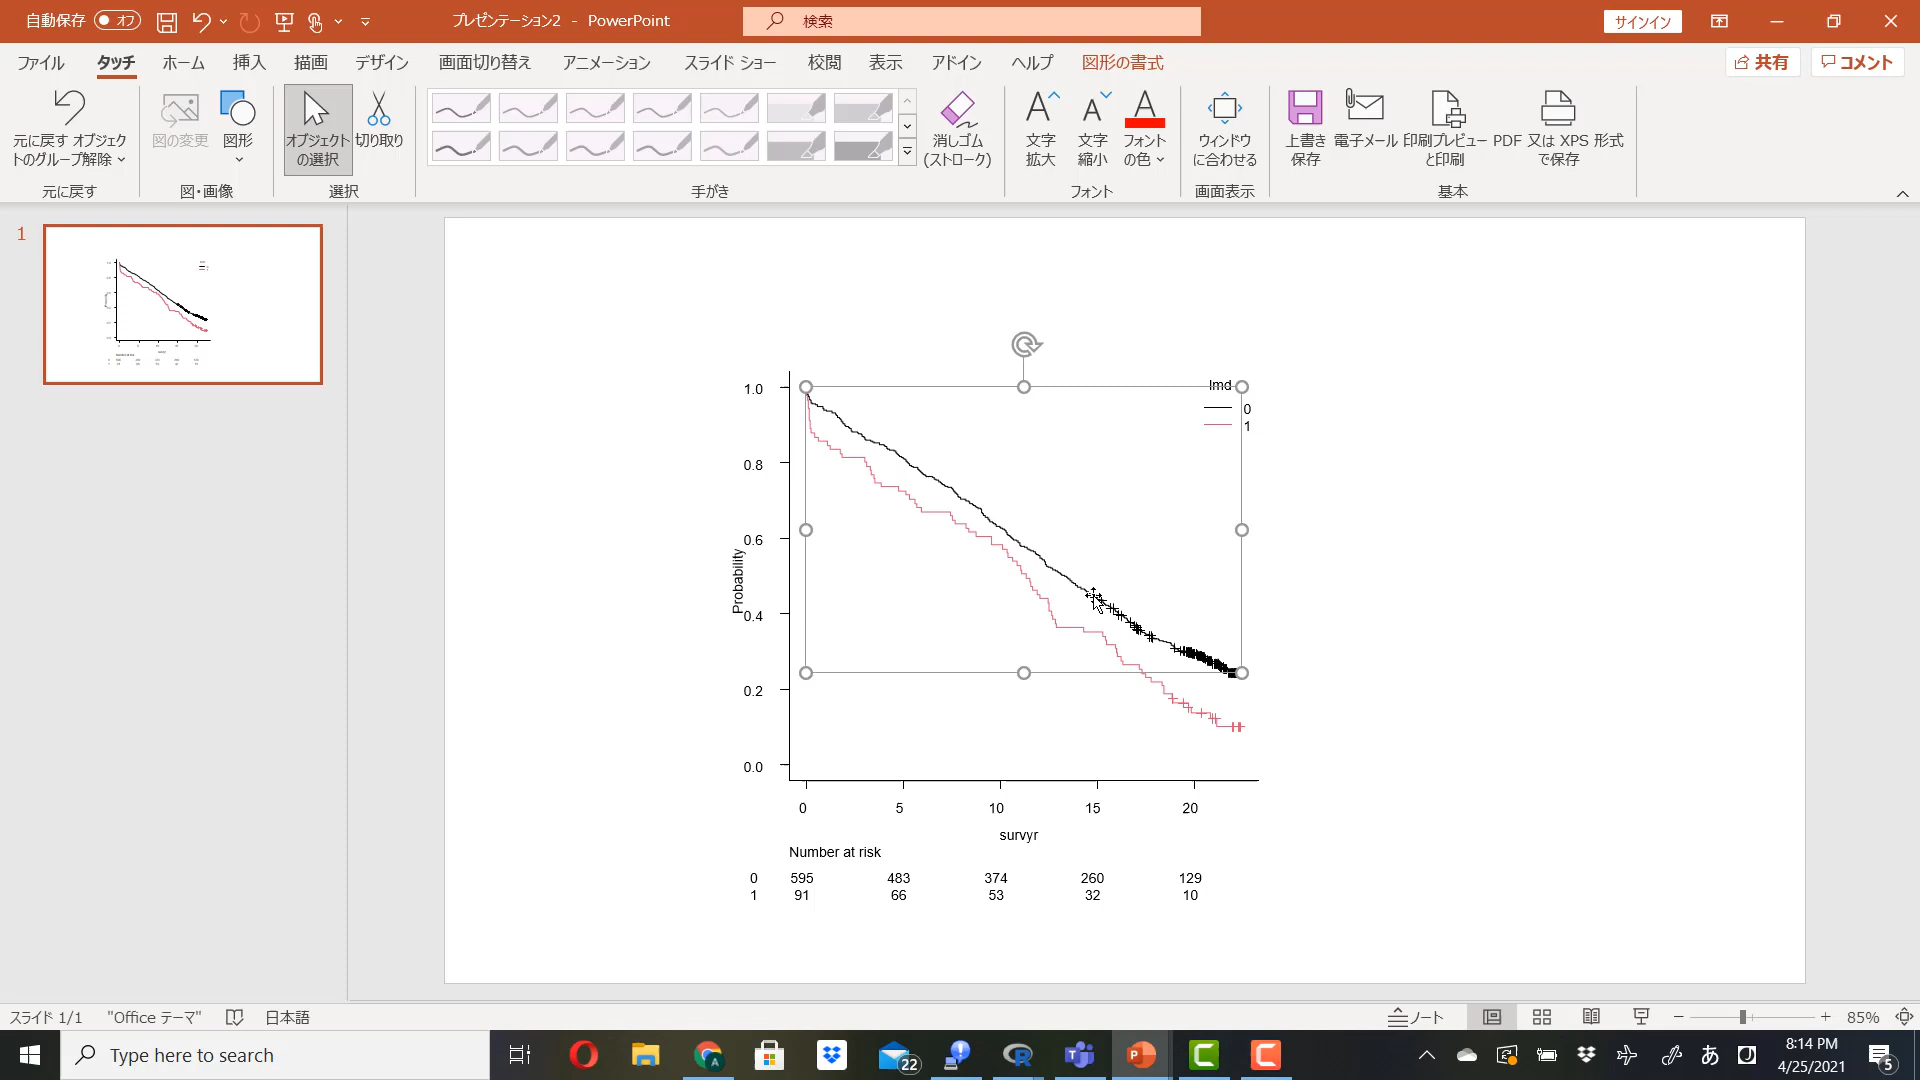 自動保存 オフ プレゼンテーション2 - PowerPoint 検索 サインイン
ファイル タッチ ホーム 挿入 描画 デザイン 画面切り替え アニメーション スライド ショー 校閲 表示 アドイン ヘルプ 図形の書式 共有 コメント
元に戻す オブジェク
トのグループ解除
図の変更
図形
オブジェクト
の選択
切り取り
消しゴム
(ストローク)
文字
拡大
文字
縮小
フォント
の色
ウィンドウ
に合わせる
上書き
保存
電子メール
印刷プレビュー
と印刷
PDF 又は XPS 形式
で保存
元に戻す 図・画像 選択 手がき フォント 画面表示 基本
1
lmd
0
1
1.0
0.8
0.6
0.4
0.2
0.0
Probability
0 5 10 15 20
survyr
Number at risk
0 595 483 374 260 129
1 91 66 53 32 10
スライド 1/1 "Office テーマ" 日本語 ノート 85%
Type here to search
22
あ
8:14 PM
4/25/2021
5